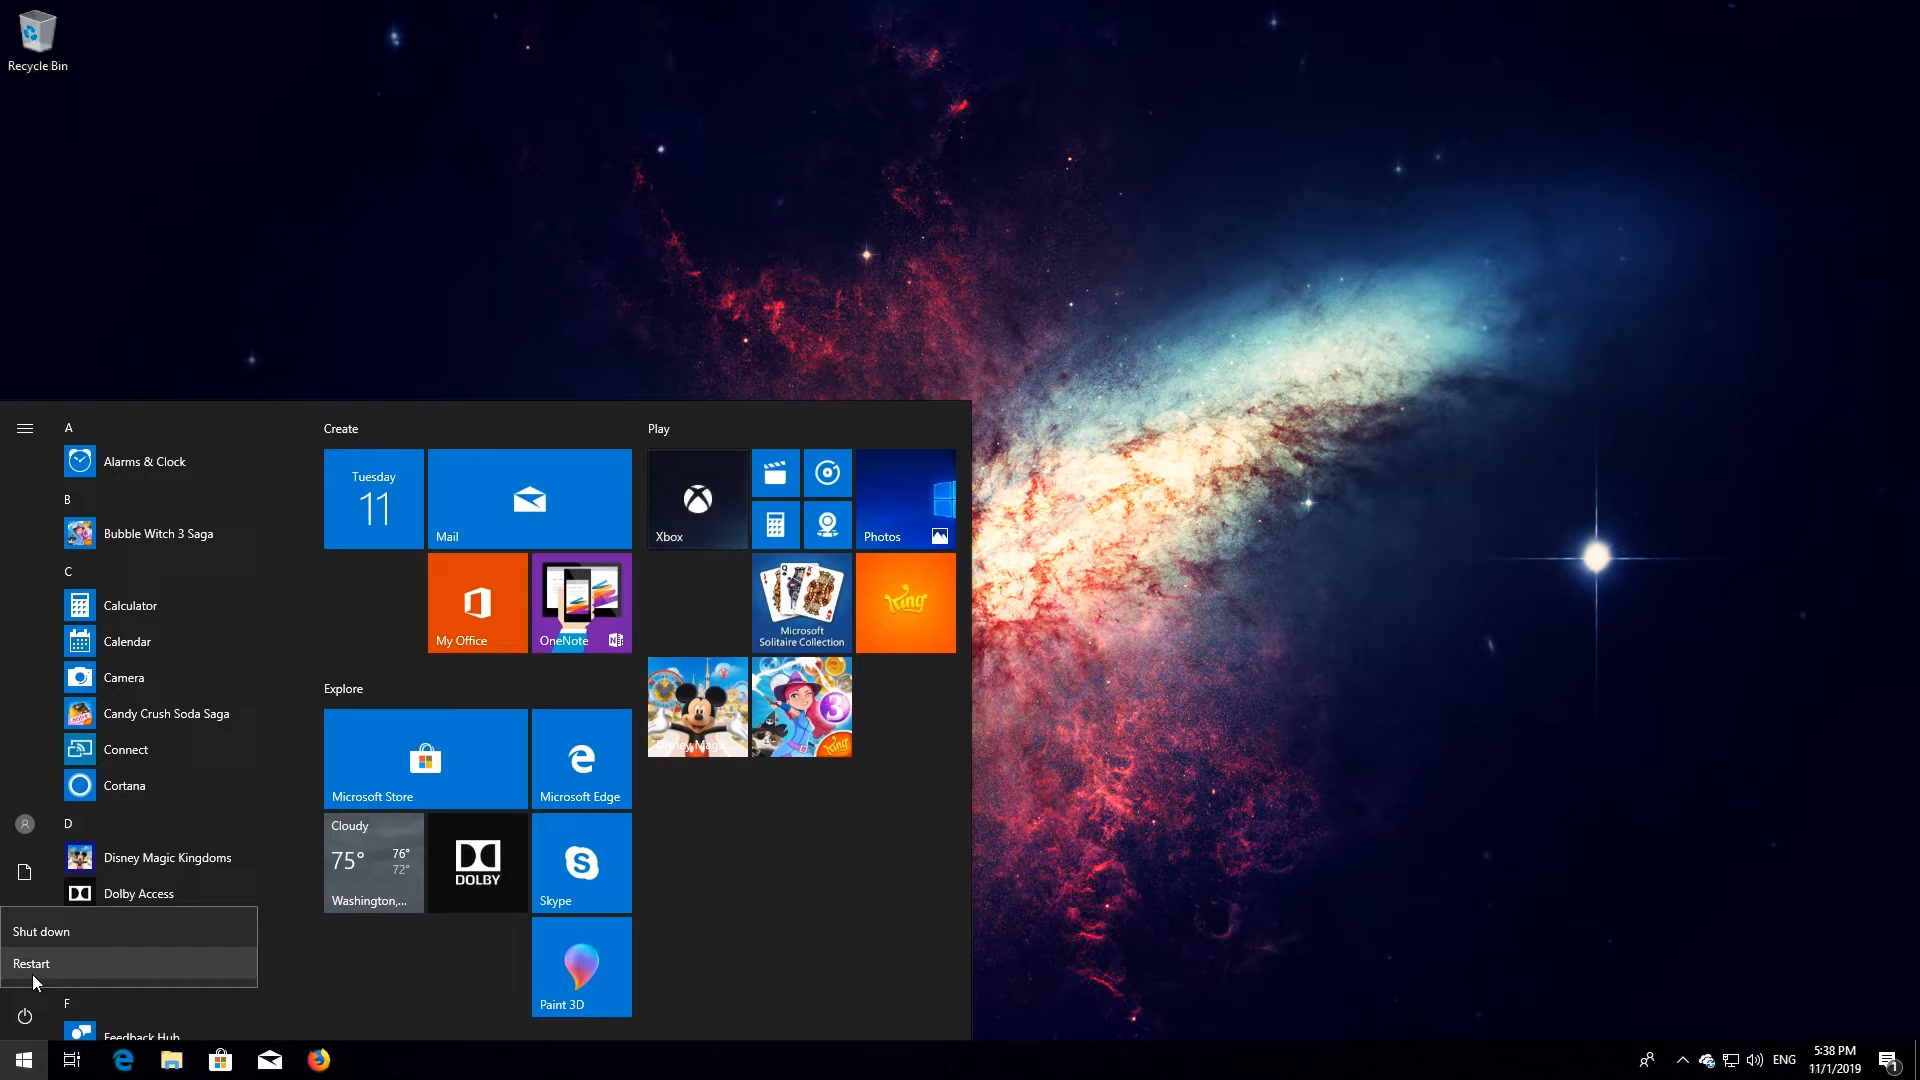 Recycle Bin
A
Alarms & Clock
B
Bubble Witch 3 Saga
C
Calculator
Calendar
Camera
Candy Crush Soda Saga
Connect
Cortana
D
Disney Magic Kingdoms
Dolby Access
Shut down
Restart
F
Feedback Hub
Create
Tuesday
11
Mail
My Office
OneNote
Explore
Microsoft Store
Microsoft Edge
Cloudy
75°
76°
72°
Washington,...
DOLBY
Skype
Paint 3D
Play
Xbox
Photos
Microsoft
Solitaire Collection
King
Disney Magic...
3
King
ENG
5:38 PM
11/1/2019
1